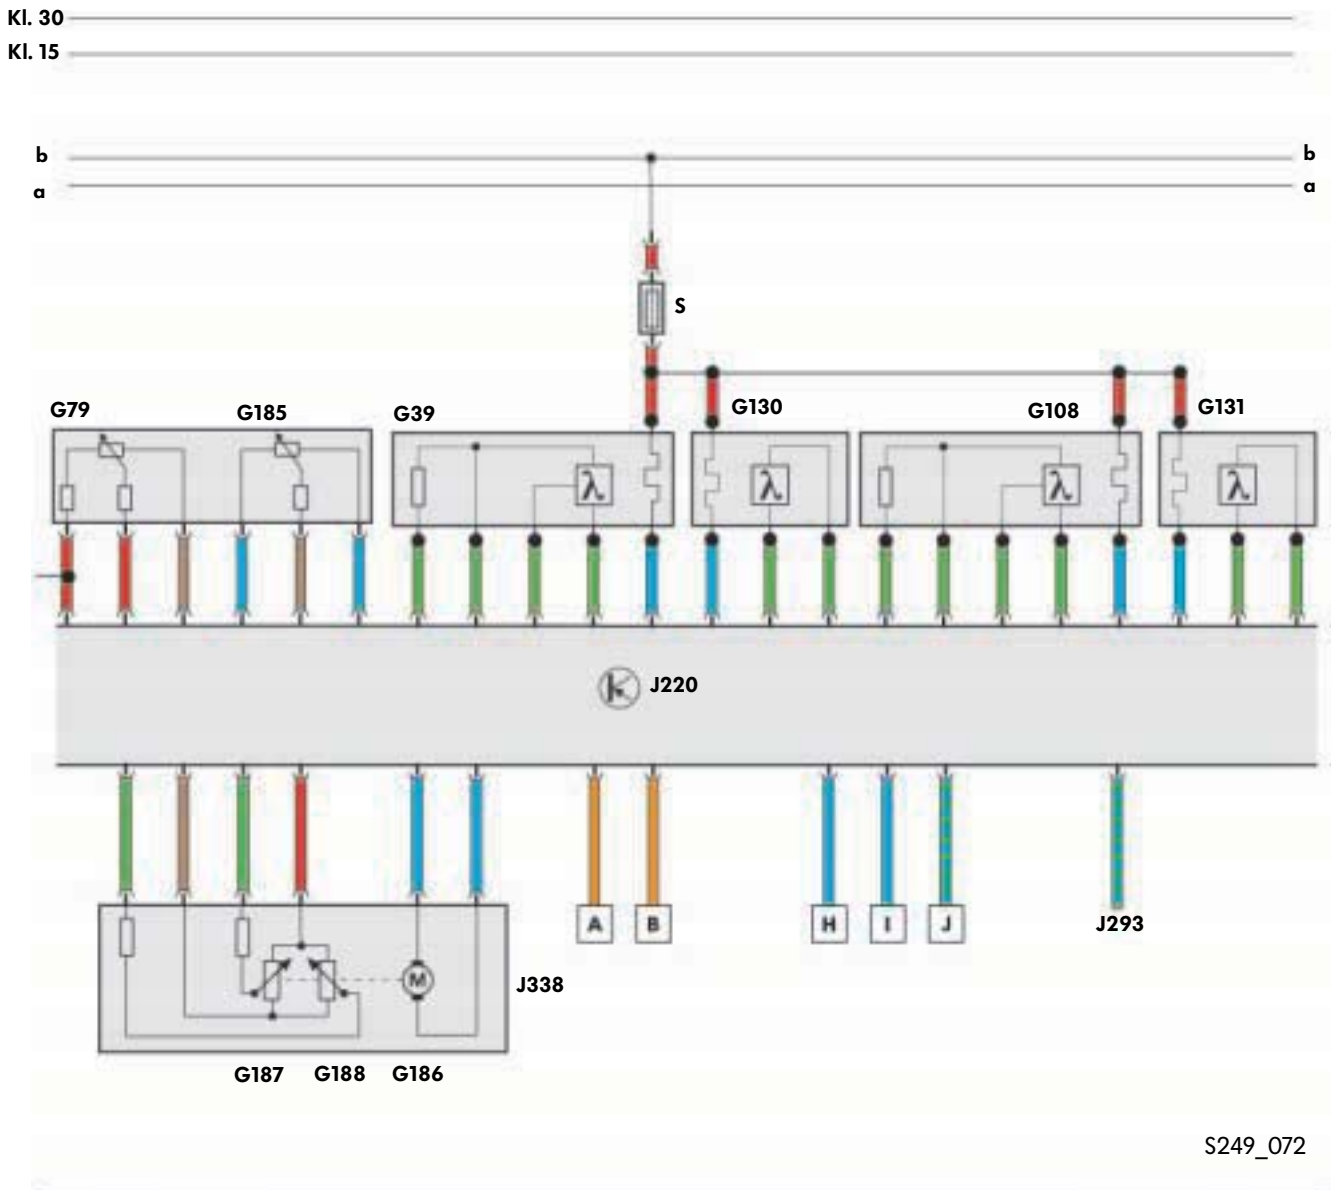 Kl. 30
Kl. 15
b b
a a
S
G79 G185 G39 G130 G108 G131
λ λ λ λ
J220
A B H I J J293
M J338
G187 G188 G186
S249_072